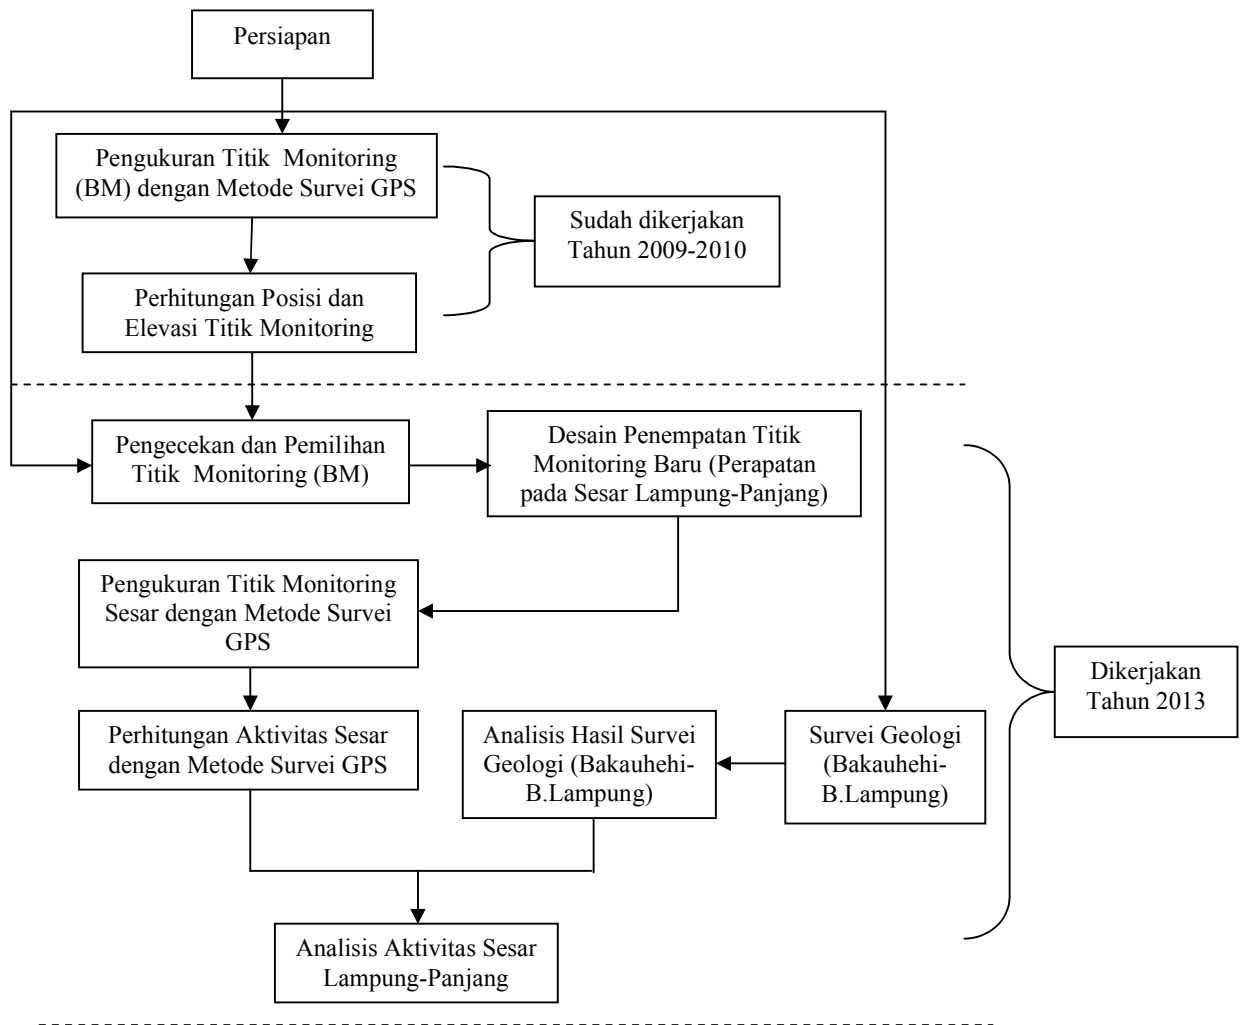 Persiapan
Pengukuran Titik  Monitoring
(BM) dengan Metode Survei GPS
Sudah dikerjakan
Tahun 2009-2010
Perhitungan Posisi dan
Elevasi Titik Monitoring
Pengecekan dan Pemilihan
Titik  Monitoring (BM)
Desain Penempatan Titik
Monitoring Baru (Perapatan
pada Sesar Lampung-Panjang)
Pengukuran Titik Monitoring
Sesar dengan Metode Survei
GPS
Dikerjakan
Tahun 2013
Perhitungan Aktivitas Sesar
dengan Metode Survei GPS
Analisis Hasil Survei
Geologi (Bakauhehi-
B.Lampung)
Survei Geologi
(Bakauhehi-
B.Lampung)
Analisis Aktivitas Sesar
Lampung-Panjang